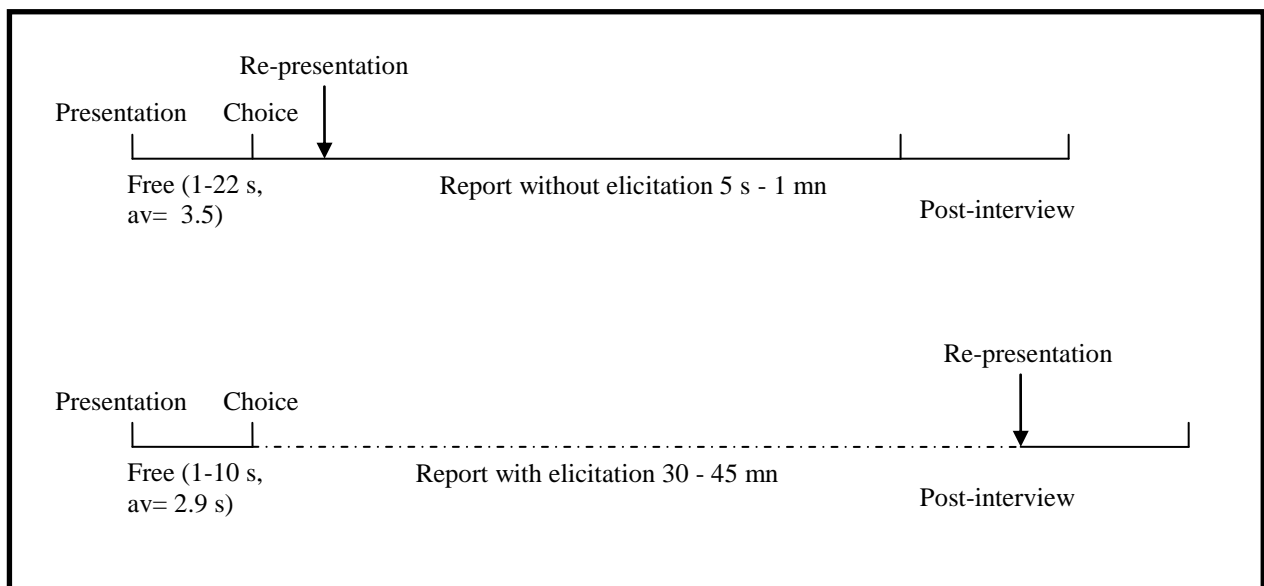 Re-presentation
Presentation Choice
Free (1-22 s,
av= 3.5)
Report without elicitation 5 s - 1 mn
Post-interview
Re-presentation
Presentation Choice
Free (1-10 s,
av= 2.9 s)
Report with elicitation 30 - 45 mn
Post-interview